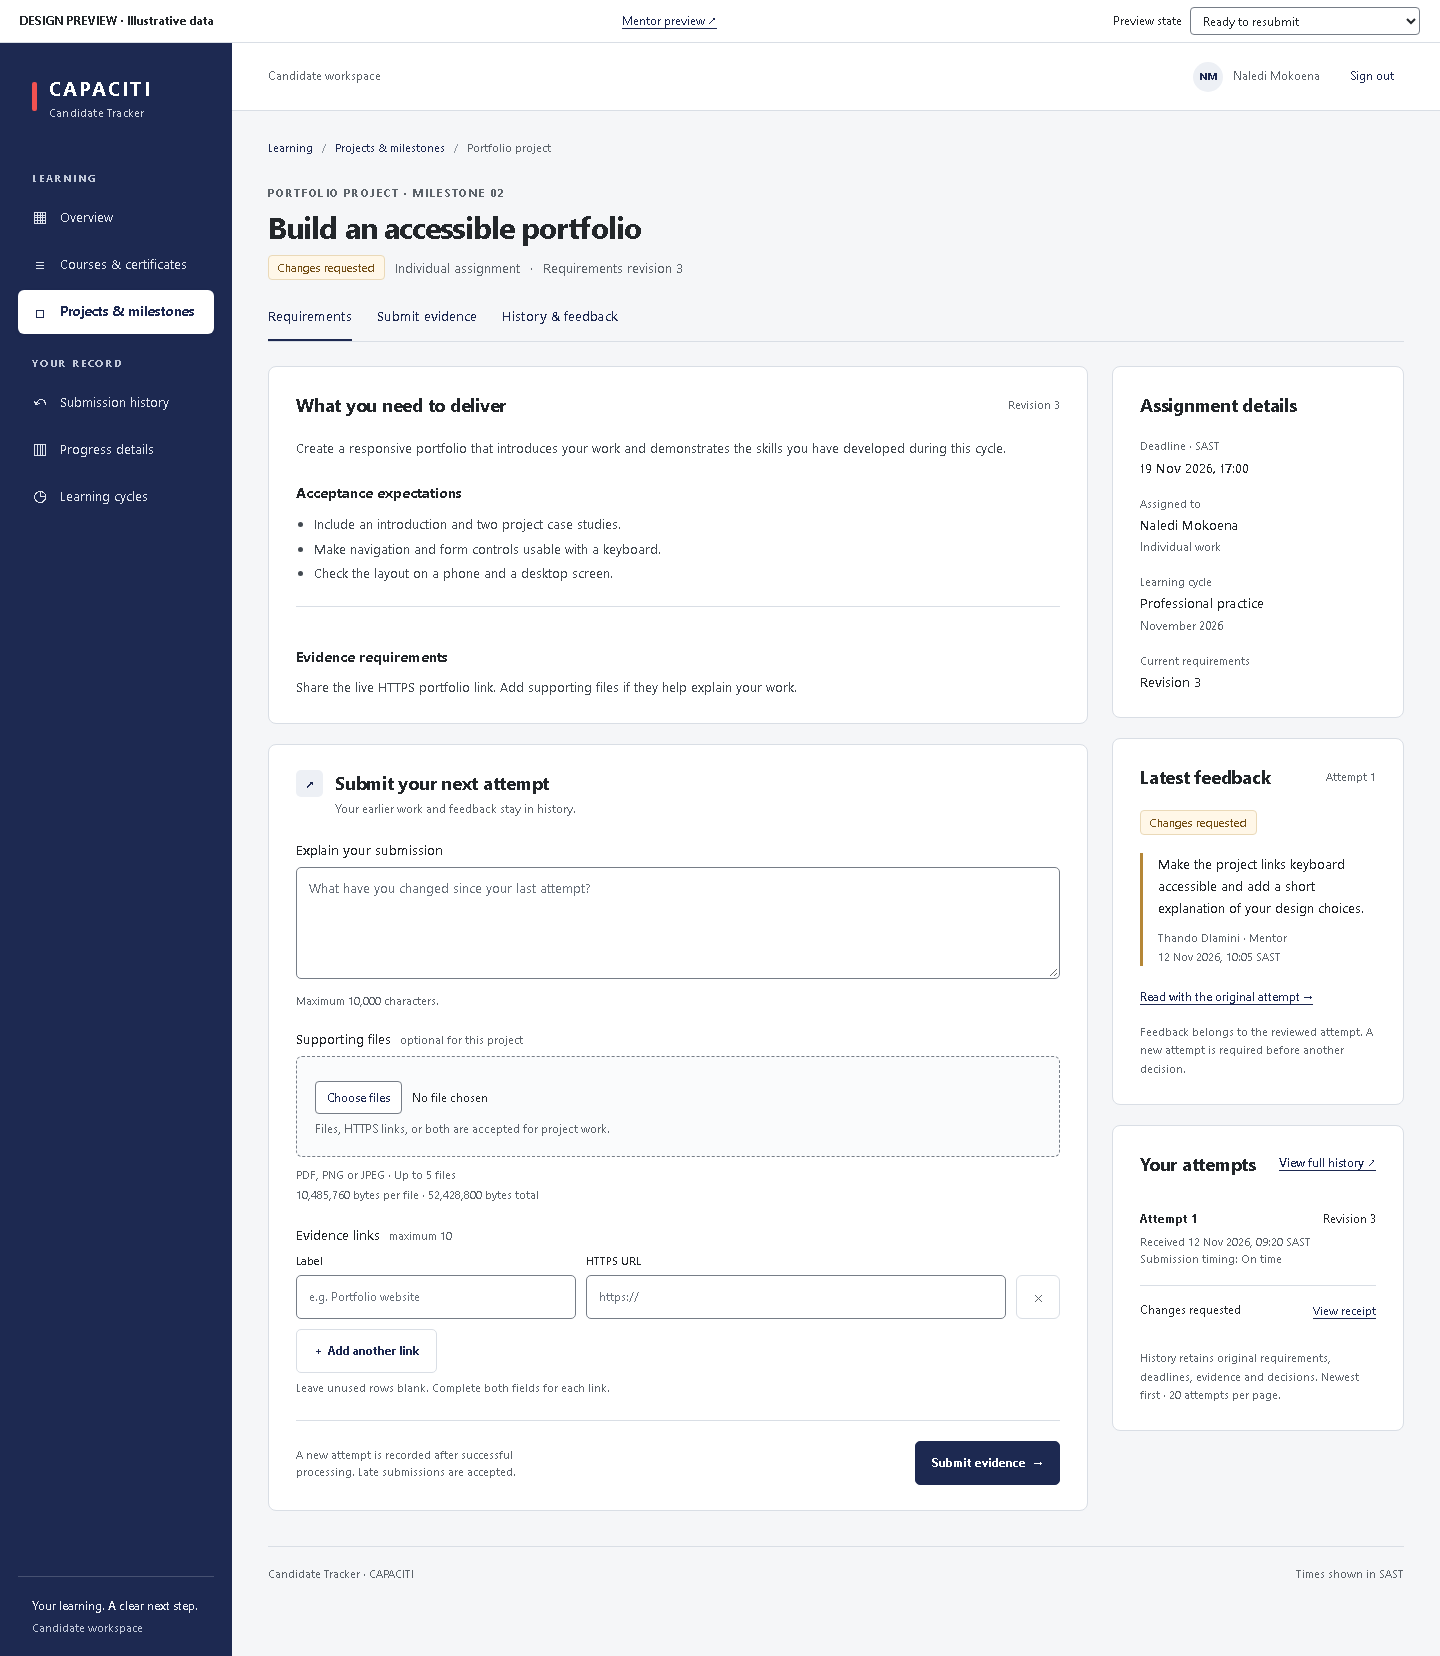 DESIGN PREVIEW · Illustrative data
Mentor preview ↗
Preview state
Ready to resubmit
CAPACITI
Candidate Tracker
LEARNING
Overview
Courses & certificates
Projects & milestones
YOUR RECORD
Submission history
Progress details
Learning cycles
Your learning. A clear next step.
Candidate workspace
Candidate workspace
NM
Naledi Mokoena
Sign out
Learning / Projects & milestones / Portfolio project
PORTFOLIO PROJECT · MILESTONE 02
Build an accessible portfolio
Changes requested
Individual assignment · Requirements revision 3
Requirements
Submit evidence
History & feedback
What you need to deliver
Revision 3
Create a responsive portfolio that introduces your work and demonstrates the skills you have developed during this cycle.
Acceptance expectations
• Include an introduction and two project case studies.
• Make navigation and form controls usable with a keyboard.
• Check the layout on a phone and a desktop screen.
Evidence requirements
Share the live HTTPS portfolio link. Add supporting files if they help explain your work.
↗ Submit your next attempt
Your earlier work and feedback stay in history.
Explain your submission
What have you changed since your last attempt?
Maximum 10,000 characters.
Supporting files optional for this project
Choose files No file chosen
Files, HTTPS links, or both are accepted for project work.
PDF, PNG or JPEG · Up to 5 files
10,485,760 bytes per file · 52,428,800 bytes total
Evidence links maximum 10
Label
HTTPS URL
e.g. Portfolio website
https://
×
+ Add another link
Leave unused rows blank. Complete both fields for each link.
A new attempt is recorded after successful
processing. Late submissions are accepted.
Submit evidence →
Assignment details
Deadline · SAST
19 Nov 2026, 17:00
Assigned to
Naledi Mokoena
Individual work
Learning cycle
Professional practice
November 2026
Current requirements
Revision 3
Latest feedback
Attempt 1
Changes requested
Make the project links keyboard
accessible and add a short
explanation of your design choices.
Thando Dlamini · Mentor
12 Nov 2026, 10:05 SAST
Read with the original attempt →
Feedback belongs to the reviewed attempt. A
new attempt is required before another
decision.
Your attempts
View full history ↗
Attempt 1
Revision 3
Received 12 Nov 2026, 09:20 SAST
Submission timing: On time
Changes requested
View receipt
History retains original requirements,
deadlines, evidence and decisions. Newest
first · 20 attempts per page.
Candidate Tracker · CAPACITI
Times shown in SAST